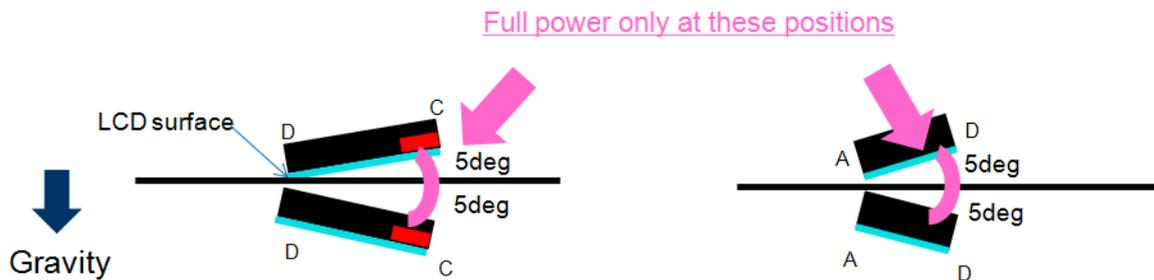 Full power only at these positions
LCD surface
D
C
5deg
5deg
D
C
Gravity
A
D
5deg
5deg
A
D